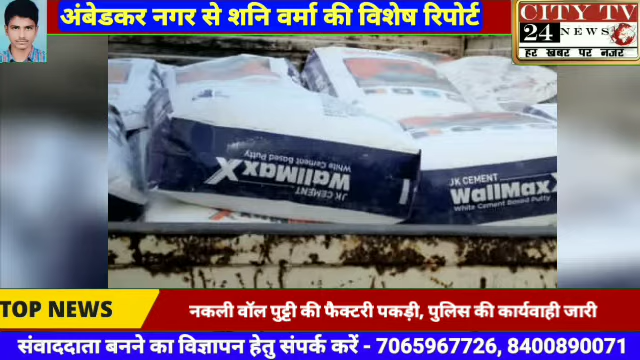 अंबेडकर नगर से शनि वर्मा की विशेष रिपोर्ट
CITY TV
24 NEWS
हर खबर पर नजर
JK CEMENT
WallMaxX
White Cement Based Putty
JK CEMENT
WallMaxX
White Cement Based Putty
TOP NEWS
नकली वॉल पुट्टी की फैक्टरी पकड़ी, पुलिस की कार्यवाही जारी
संवाददाता बनने का विज्ञापन हेतु संपर्क करें - 7065967726, 8400890071